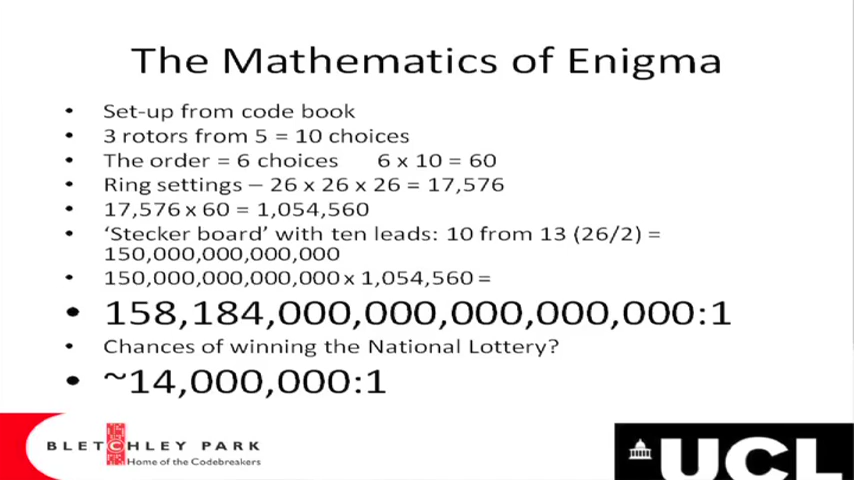 The Mathematics of Enigma
• Set-up from code book
• 3 rotors from 5 = 10 choices
• The order = 6 choices 6 x 10 = 60
• Ring settings – 26 x 26 x 26 = 17,576
• 17,576 x 60 = 1,054,560
• ‘Stecker board’ with ten leads: 10 from 13 (26/2) =
150,000,000,000,000
• 150,000,000,000,000 x 1,054,560 =
• 158,184,000,000,000,000,000:1
• Chances of winning the National Lottery?
• ~14,000,000:1
BLETCHLEY PARK
Home of the Codebreakers
UCL